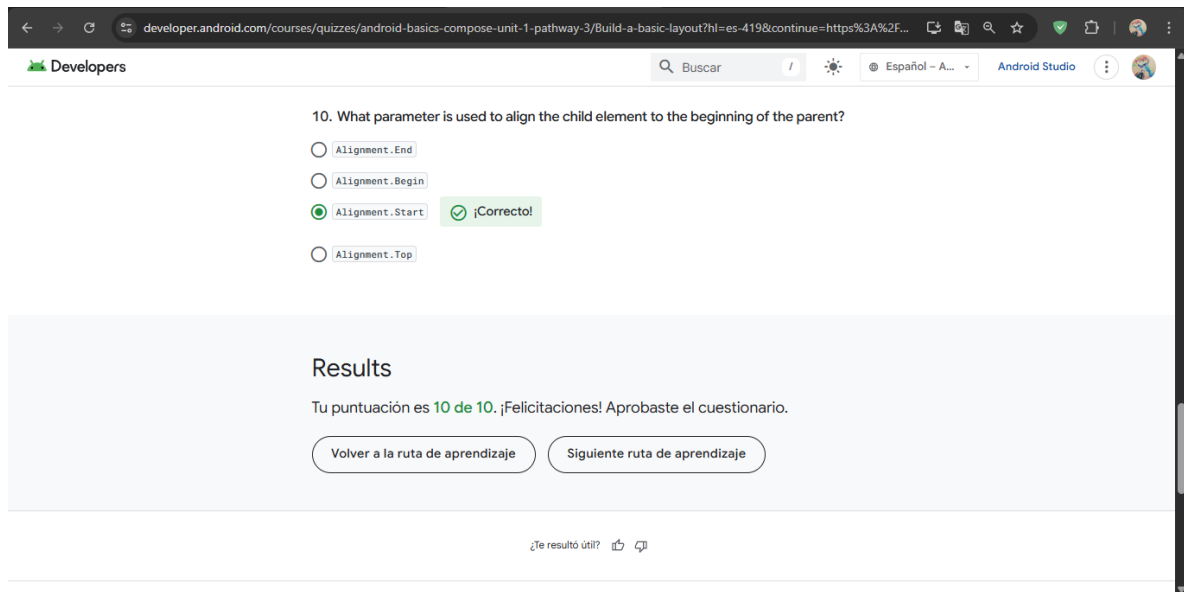 developer.android.com/courses/quizzes/android-basics-compose-unit-1-pathway-3/Build-a-basic-layout?hl=es-419&continue=https%3A%2F...
Developers
Buscar
/
Español – A...
Android Studio
10. What parameter is used to align the child element to the beginning of the parent?
Alignment.End
Alignment.Begin
Alignment.Start
¡Correcto!
Alignment.Top
Results
Tu puntuación es 10 de 10. ¡Felicitaciones! Aprobaste el cuestionario.
Volver a la ruta de aprendizaje
Siguiente ruta de aprendizaje
¿Te resultó útil?